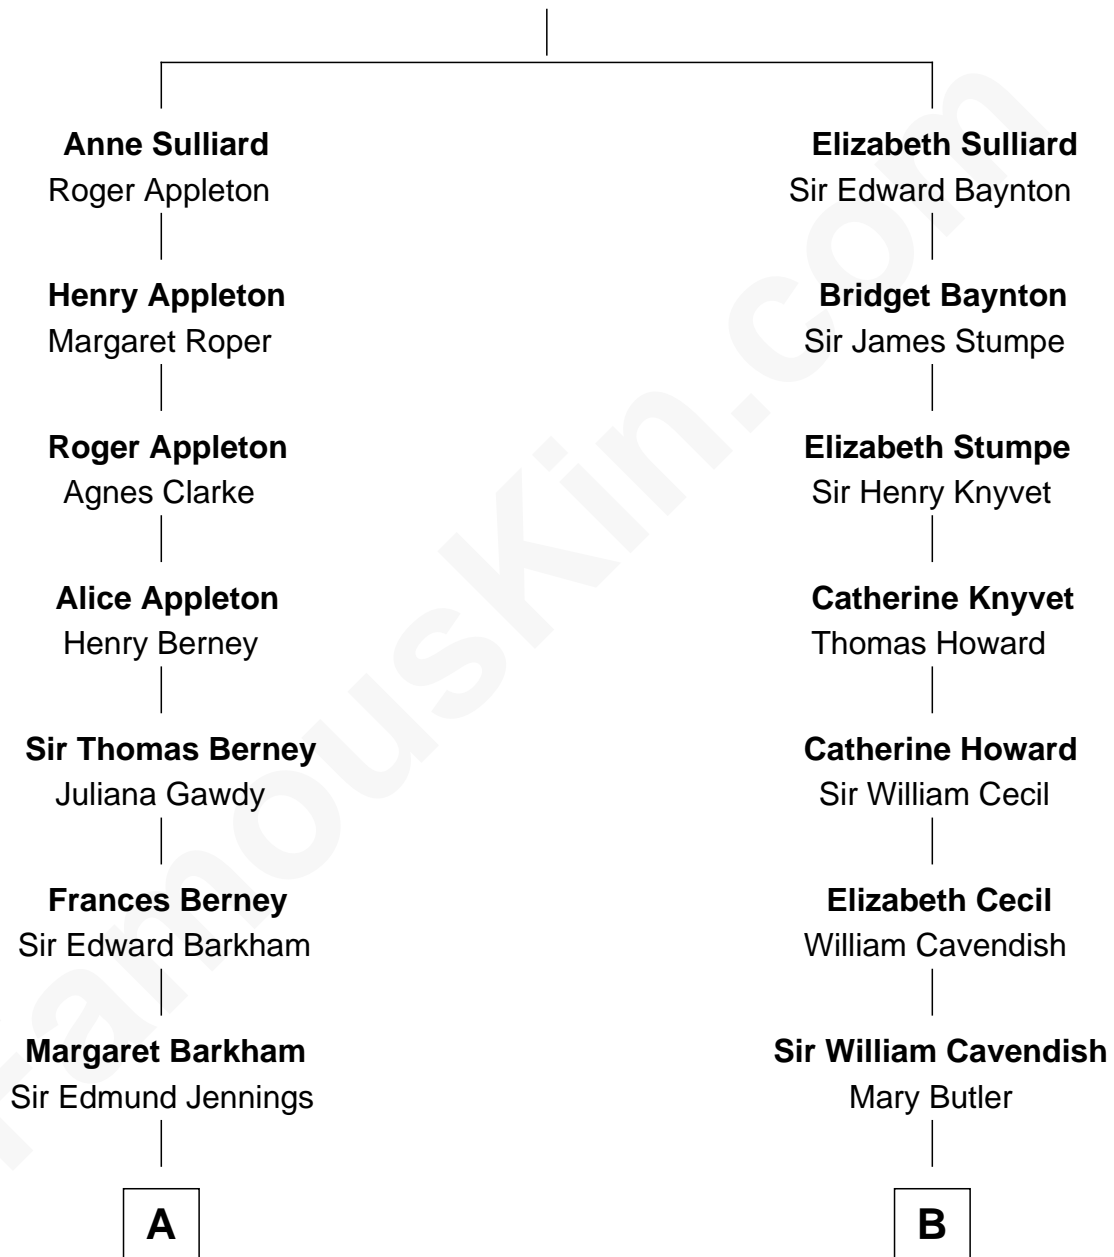 Anne Sulliard
Roger Appleton
Henry Appleton
Margaret Roper
Roger Appleton
Agnes Clarke
Alice Appleton
Henry Berney
Sir Thomas Berney
Juliana Gawdy
Frances Berney
Sir Edward Barkham
Margaret Barkham
Sir Edmund Jennings
A
Elizabeth Sulliard
Sir Edward Baynton
Bridget Baynton
Sir James Stumpe
Elizabeth Stumpe
Sir Henry Knyvet
Catherine Knyvet
Thomas Howard
Catherine Howard
Sir William Cecil
Elizabeth Cecil
William Cavendish
Sir William Cavendish
Mary Butler
B
FamousKin.com